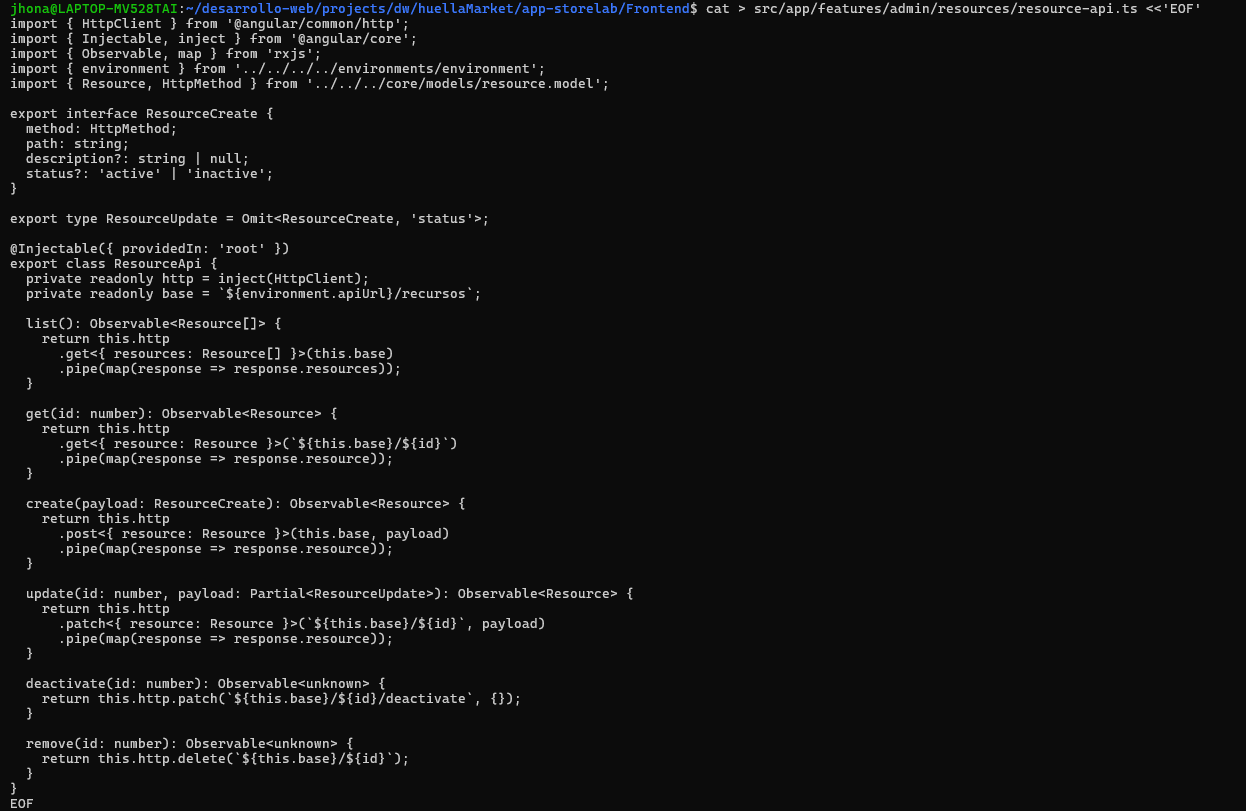 jhona@LAPTOP-MV528TAI:~/desarrollo-web/projects/dw/huellaMarket/app-storelab/Frontend$ cat > src/app/features/admin/resources/resource-api.ts <<'EOF'
import { HttpClient } from '@angular/common/http';
import { Injectable, inject } from '@angular/core';
import { Observable, map } from 'rxjs';
import { environment } from '../../../../environments/environment';
import { Resource, HttpMethod } from '../../../core/models/resource.model';

export interface ResourceCreate {
  method: HttpMethod;
  path: string;
  description?: string | null;
  status?: 'active' | 'inactive';
}

export type ResourceUpdate = Omit<ResourceCreate, 'status'>;

@Injectable({ providedIn: 'root' })
export class ResourceApi {
  private readonly http = inject(HttpClient);
  private readonly base = `${environment.apiUrl}/recursos`;

  list(): Observable<Resource[]> {
    return this.http
      .get<{ resources: Resource[] }>(this.base)
      .pipe(map(response => response.resources));
  }

  get(id: number): Observable<Resource> {
    return this.http
      .get<{ resource: Resource }>(`${this.base}/${id}`)
      .pipe(map(response => response.resource));
  }

  create(payload: ResourceCreate): Observable<Resource> {
    return this.http
      .post<{ resource: Resource }>(this.base, payload)
      .pipe(map(response => response.resource));
  }

  update(id: number, payload: Partial<ResourceUpdate>): Observable<Resource> {
    return this.http
      .patch<{ resource: Resource }>(`${this.base}/${id}`, payload)
      .pipe(map(response => response.resource));
  }

  deactivate(id: number): Observable<unknown> {
    return this.http.patch(`${this.base}/${id}/deactivate`, {});
  }

  remove(id: number): Observable<unknown> {
    return this.http.delete(`${this.base}/${id}`);
  }
}
EOF